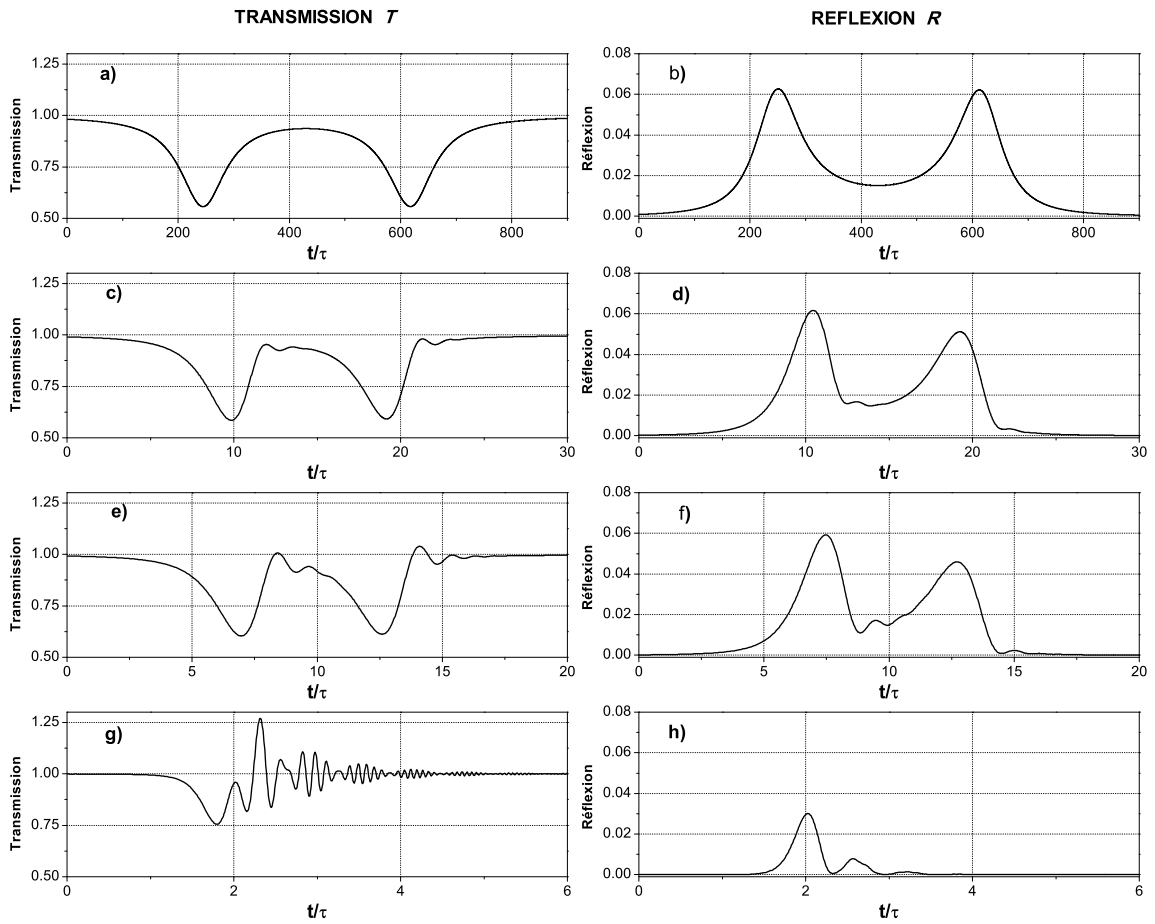 TRANSMISSION T
REFLEXION R
a)
Transmission
1.25
1.00
0.75
0.50
0 200 400 600 800
t/τ
b)
Réflexion
0.08
0.06
0.04
0.02
0.00
0 200 400 600 800
t/τ
c)
Transmission
1.25
1.00
0.75
0.50
0 10 20 30
t/τ
d)
Réflexion
0.08
0.06
0.04
0.02
0.00
0 10 20 30
t/τ
e)
Transmission
1.25
1.00
0.75
0.50
0 5 10 15 20
t/τ
f)
Réflexion
0.08
0.06
0.04
0.02
0.00
0 5 10 15 20
t/τ
g)
Transmission
1.25
1.00
0.75
0.50
0 2 4 6
t/τ
h)
Réflexion
0.08
0.06
0.04
0.02
0.00
0 2 4 6
t/τ